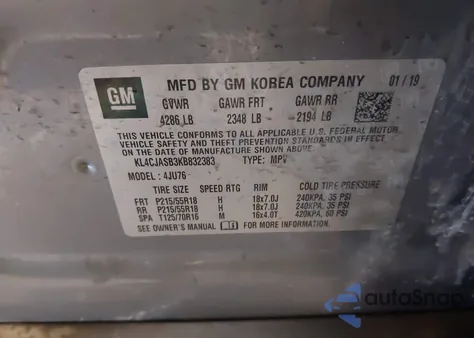 GM
MFD BY GM KOREA COMPANY 01/19
GVWR GAWR FRT GAWR RR
4286 LB 2348 LB 2194 LB
THIS VEHICLE CONFORMS TO ALL APPLICABLE U.S. FEDERAL MOTOR
VEHICLE SAFETY AND THEFT PREVENTION STANDARDS IN EFFECT
ON THE DATE OF MANUFACTURE SHOWN ABOVE.
KL4CJASB3KB832383 TYPE: MPV
MODEL: 4JU76
TIRE SIZE SPEED RTG RIM COLD TIRE PRESSURE
FRT P215/55R18 H 18x7.0J 240KPA, 35 PSI
RR P215/55R18 H 18x7.0J 240KPA, 35 PSI
SPA T125/70R16 M 16x4.0T 420KPA, 60 PSI
SEE OWNER'S MANUAL FOR MORE INFORMATION
autoSnap